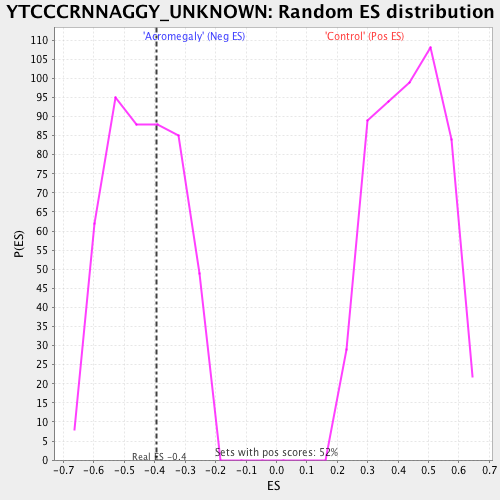 YTCCCRNNAGGY_UNKNOWN: Random ES distribution
'Acromegaly' (Neg ES)
'Control' (Pos ES)
110
105
100
95
90
85
80
75
70
65
60
55
50
45
40
35
30
25
20
15
10
5
0
P(ES)
Real ES -0.4
Sets with pos scores: 52%
-0.7 -0.6 -0.5 -0.4 -0.3 -0.2 -0.1 0.0 0.1 0.2 0.3 0.4 0.5 0.6 0.7
ES